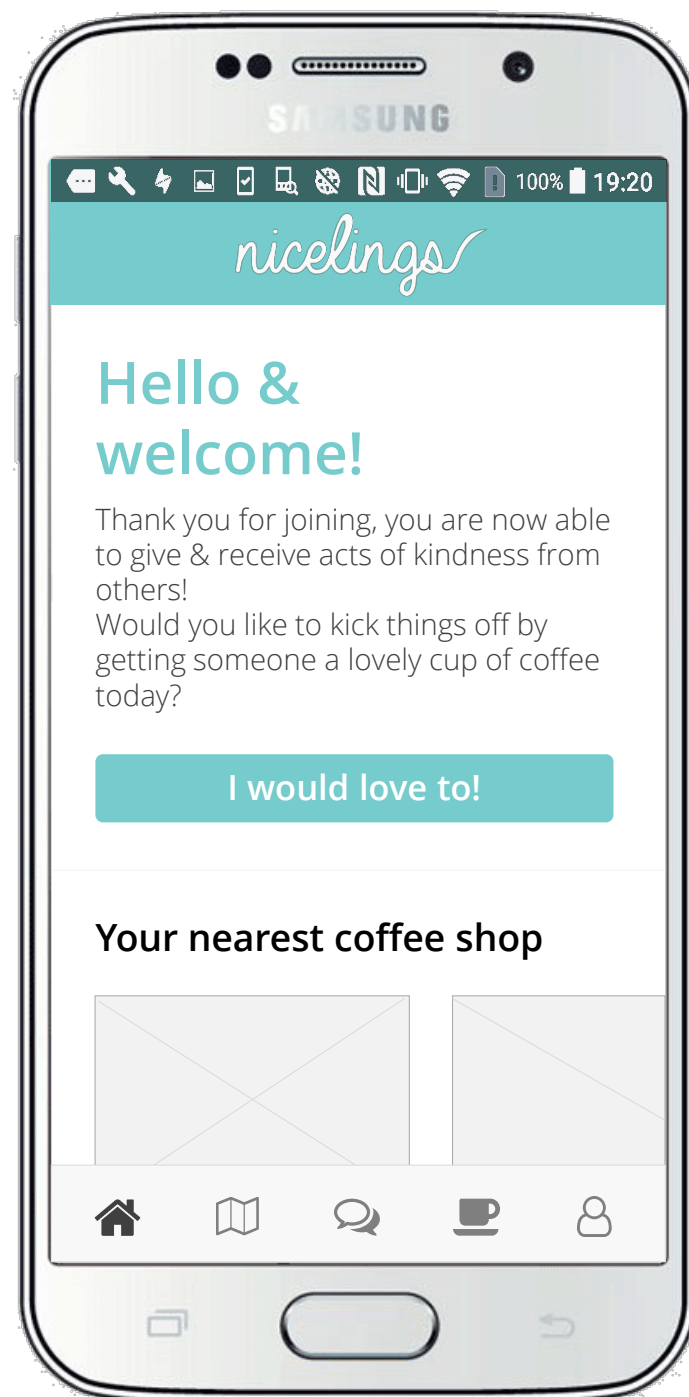 SAMSUNG
100% 19:20
nicelings
Hello &
welcome!
Thank you for joining, you are now able
to give & receive acts of kindness from
others!
Would you like to kick things off by
getting someone a lovely cup of coffee
today?
I would love to!
Your nearest coffee shop